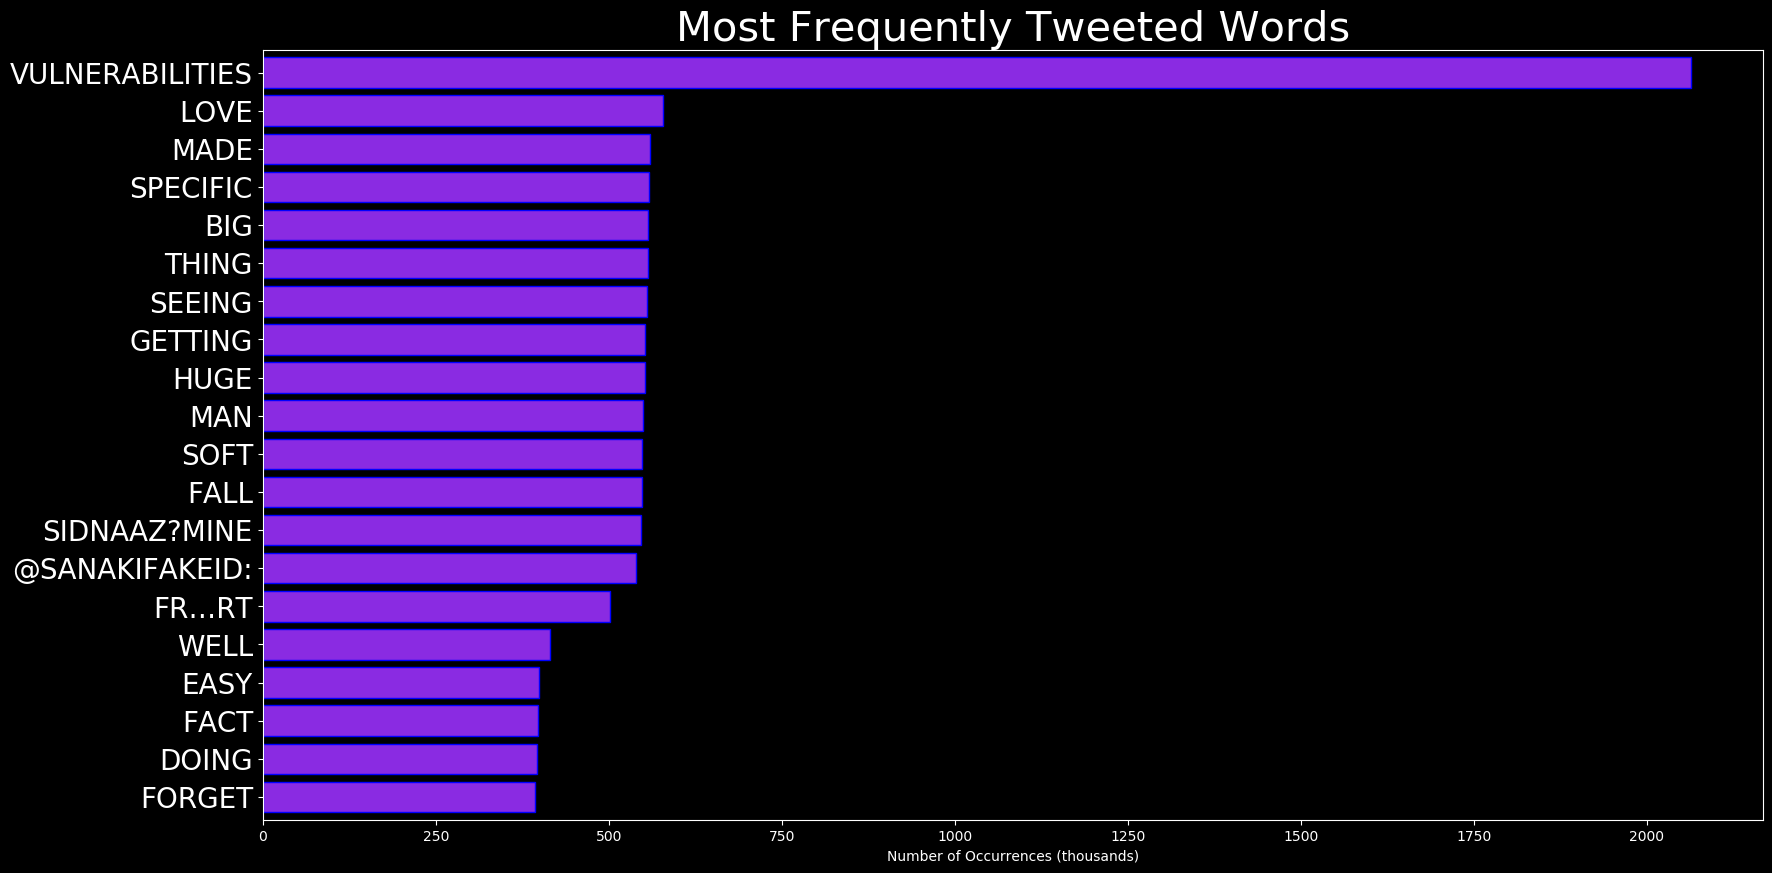 Most Frequently Tweeted Words
VULNERABILITIES
LOVE
MADE
SPECIFIC
BIG
THING
SEEING
GETTING
HUGE
MAN
SOFT
FALL
SIDNAAZ?MINE
@SANAKIFAKEID:
FR…RT
WELL
EASY
FACT
DOING
FORGET
0 250 500 750 1000 1250 1500 1750 2000
Number of Occurrences (thousands)